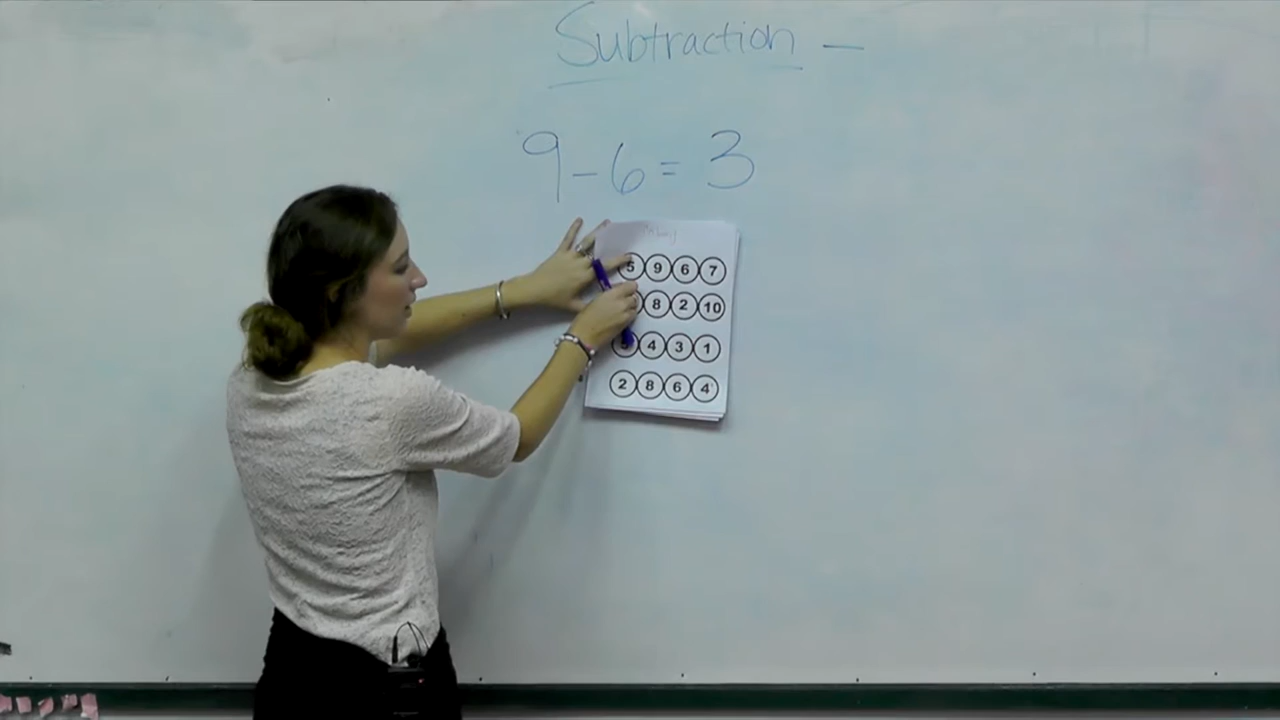 Subtraction -
9 - 6 = 3
5 9 6 7
8 2 10
4 3 1
2 8 6 4